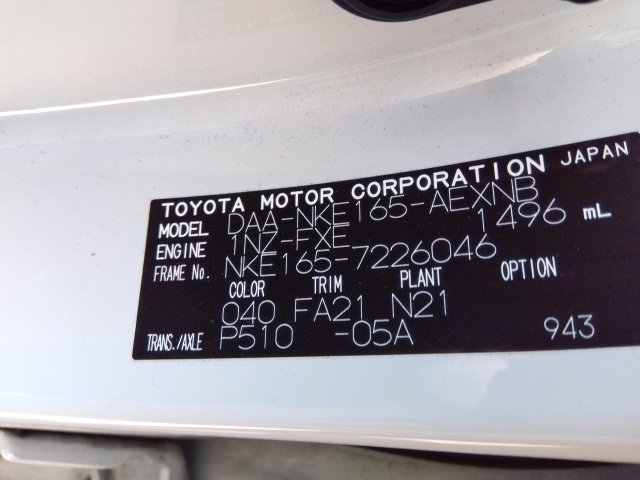 TOYOTA MOTOR CORPORATION JAPAN
MODEL DAA-NKE165-AEXNB
ENGINE 1NZ-FXE 1496 mL
FRAME No. NKE165-7226046
COLOR TRIM PLANT OPTION
040 FA21 N21
TRANS./AXLE P510 -05A 943